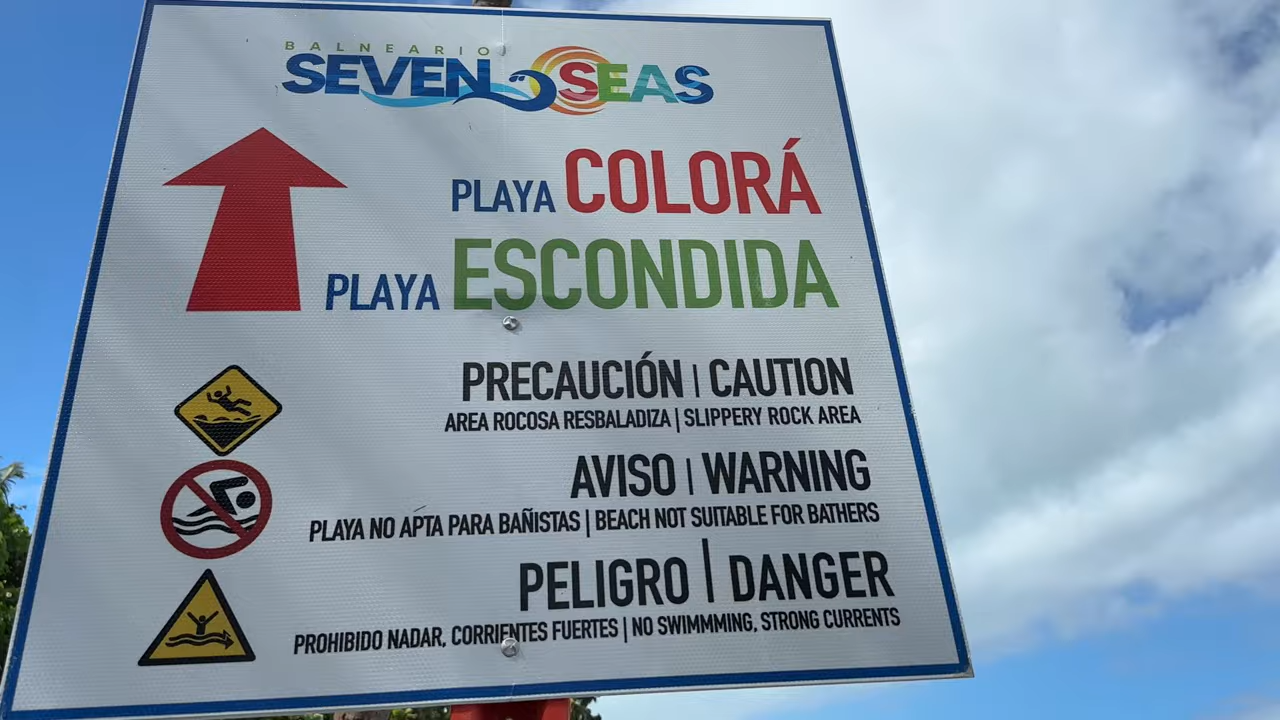 BALNEARIO
SEVEN SEAS
PLAYA COLORÁ
PLAYA ESCONDIDA
PRECAUCIÓN | CAUTION
AREA ROCOSA RESBALADIZA | SLIPPERY ROCK AREA
AVISO | WARNING
PLAYA NO APTA PARA BAÑISTAS | BEACH NOT SUITABLE FOR BATHERS
PELIGRO | DANGER
PROHIBIDO NADAR, CORRIENTES FUERTES | NO SWIMMMING, STRONG CURRENTS